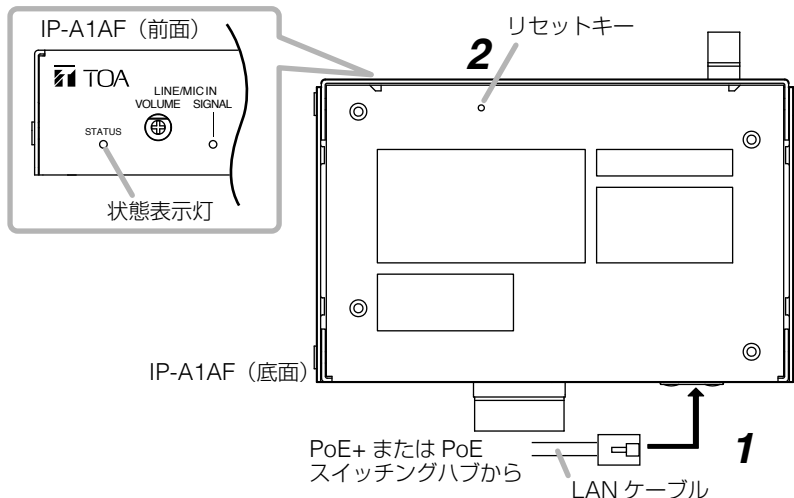 IP-A1AF(前面)
TOA
LINE/MIC IN
VOLUME SIGNAL
STATUS
状態表示灯
2
リセットキー
IP-A1AF(底面)
PoE+ または PoE
スイッチングハブから
1
LAN ケーブル